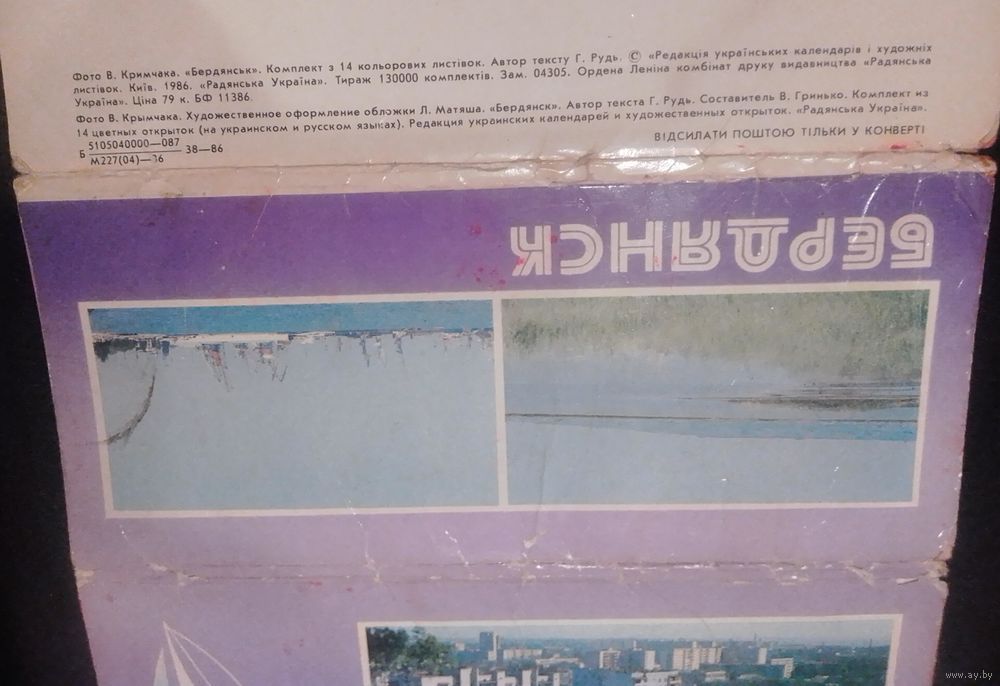 Фото В. Кримчака. «Бердянськ». Комплект з 14 кольорових листівок. Автор тексту Г. Рудь. © «Редакція українських календарів і художніх
листівок. Київ. 1986. «Радянська Україна». Тираж 130000 комплектів. Зам. 04305. Ордена Леніна комбінат друку видавництва «Радянська
Україна». Ціна 79 к. БФ 11386.
Фото В. Крымчака. Художественное оформление обложки Л. Матяша. «Бердянск». Автор текста Г. Рудь. Составитель В. Гринько. Комплект из
14 цветных открыток (на украинском и русском языках). Редакция украинских календарей и художественных открыток. «Радянська Україна».
Б 5105040000—087
М227(04)— 6 38—86
ВІДСИЛАТИ ПОШТОЮ ТІЛЬКИ У КОНВЕРТІ
БЕРДЯНСК
www.ay.by